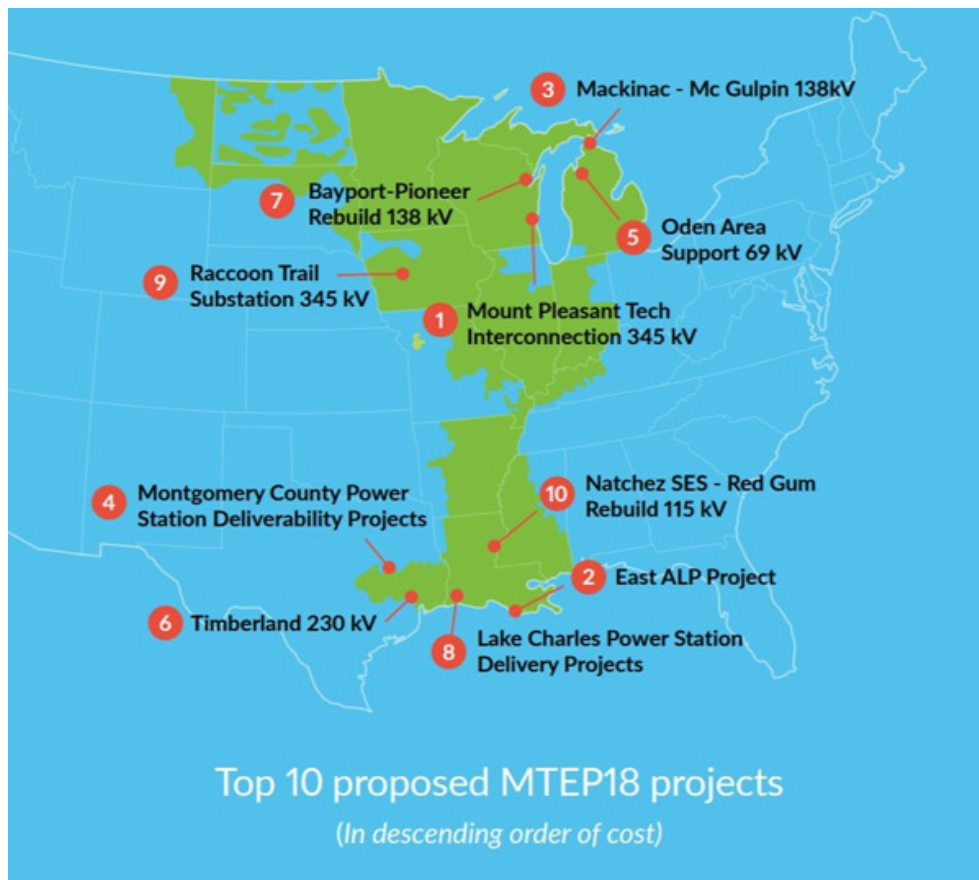 3
Mackinac - Mc Gulpin 138kV
7
Bayport-Pioneer
Rebuild 138 kV
5
Oden Area
Support 69 kV
9
Raccoon Trail
Substation 345 kV
1
Mount Pleasant Tech
Interconnection 345 kV
4
Montgomery County Power
Station Deliverability Projects
10
Natchez SES - Red Gum
Rebuild 115 kV
2
East ALP Project
6
Timberland 230 kV
8
Lake Charles Power Station
Delivery Projects
Top 10 proposed MTEP18 projects
(In descending order of cost)